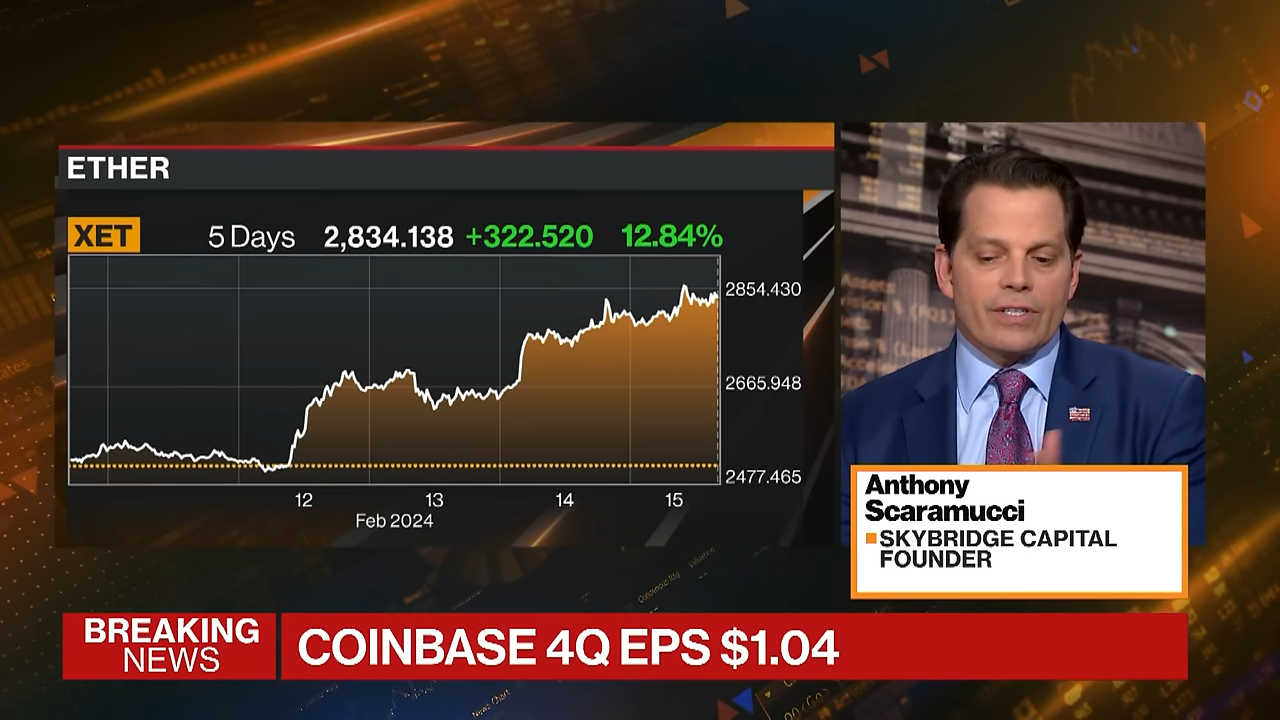 ETHER
XET 5 Days 2,834.138 +322.520 12.84%
2854.430
2665.948
2477.465
12 13 14 15
Feb 2024
Anthony
Scaramucci
SKYBRIDGE CAPITAL
FOUNDER
BREAKING
NEWS
COINBASE 4Q EPS $1.04